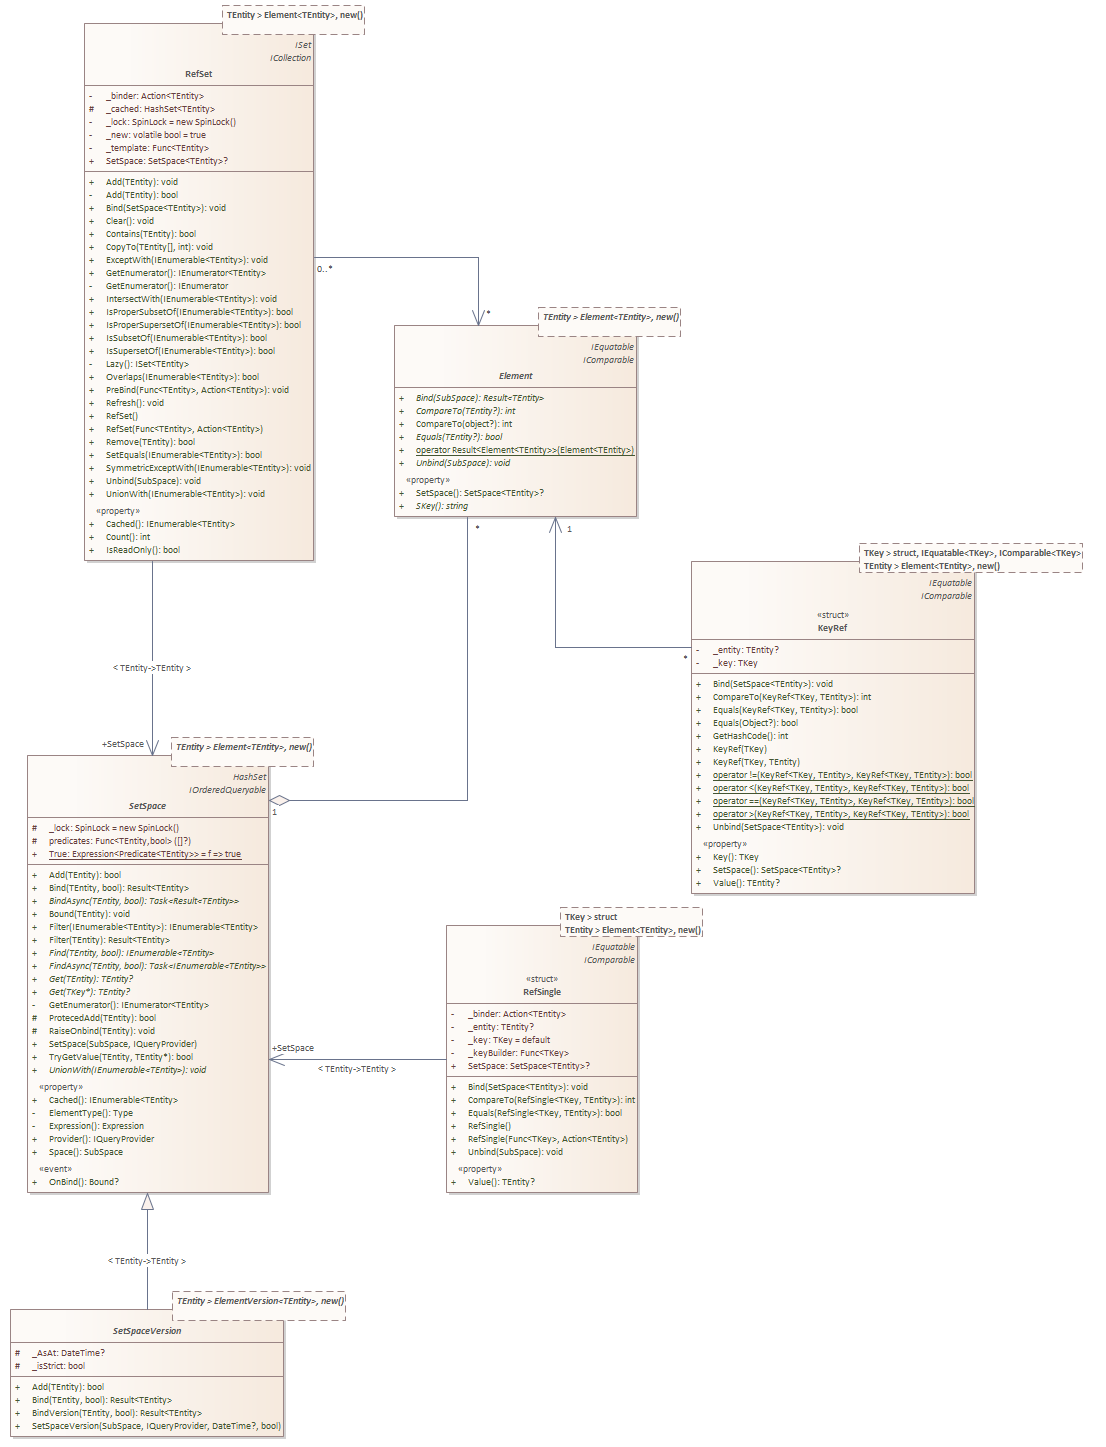 TEntity > Element<TEntity>, new()
ISet
ICollection
RefSet
- _binder: Action<TEntity>
# _cached: HashSet<TEntity>
- _lock: SpinLock = new SpinLock()
- _new: volatile bool = true
- _template: Func<TEntity>
+ SetSpace: SetSpace<TEntity>?
+ Add(TEntity): void
- Add(TEntity): bool
+ Bind(SetSpace<TEntity>): void
+ Clear(): void
+ Contains(TEntity): bool
+ CopyTo(TEntity[], int): void
+ ExceptWith(IEnumerable<TEntity>): void
+ GetEnumerator(): IEnumerator<TEntity>
- GetEnumerator(): IEnumerator
+ IntersectWith(IEnumerable<TEntity>): void
+ IsProperSubsetOf(IEnumerable<TEntity>): bool
+ IsProperSupersetOf(IEnumerable<TEntity>): bool
+ IsSubsetOf(IEnumerable<TEntity>): bool
+ IsSupersetOf(IEnumerable<TEntity>): bool
- Lazy(): ISet<TEntity>
+ Overlaps(IEnumerable<TEntity>): bool
+ PreBind(Func<TEntity>, Action<TEntity>): void
+ Refresh(): void
+ RefSet()
+ RefSet(Func<TEntity>, Action<TEntity>)
+ Remove(TEntity): bool
+ SetEquals(IEnumerable<TEntity>): bool
+ SymmetricExceptWith(IEnumerable<TEntity>): void
+ Unbind(SubSpace): void
+ UnionWith(IEnumerable<TEntity>): void
«property»
+ Cached(): IEnumerable<TEntity>
+ Count(): int
+ IsReadOnly(): bool
0..*
*
TEntity > Element<TEntity>, new()
IEquatable
IComparable
Element
+ Bind(SubSpace): Result<TEntity>
+ CompareTo(TEntity?): int
+ CompareTo(object?): int
+ Equals(TEntity?): bool
+ operator Result<Element<TEntity>>(Element<TEntity>)
+ Unbind(SubSpace): void
«property»
+ SetSpace(): SetSpace<TEntity>?
+ SKey(): string
*
1
TKey > struct, IEquatable<TKey>, IComparable<TKey>
TEntity > Element<TEntity>, new()
IEquatable
IComparable
«struct»
KeyRef
- _entity: TEntity?
- _key: TKey
+ Bind(SetSpace<TEntity>): void
+ CompareTo(KeyRef<TKey, TEntity>): int
+ Equals(KeyRef<TKey, TEntity>): bool
+ Equals(Object?): bool
+ GetHashCode(): int
+ KeyRef(TKey)
+ KeyRef(TKey, TEntity)
+ operator !=(KeyRef<TKey, TEntity>, KeyRef<TKey, TEntity>): bool
+ operator <(KeyRef<TKey, TEntity>, KeyRef<TKey, TEntity>): bool
+ operator ==(KeyRef<TKey, TEntity>, KeyRef<TKey, TEntity>): bool
+ operator >(KeyRef<TKey, TEntity>, KeyRef<TKey, TEntity>): bool
+ Unbind(SetSpace<TEntity>): void
«property»
+ Key(): TKey
+ SetSpace(): SetSpace<TEntity>?
+ Value(): TEntity?
*
< TEntity->TEntity >
+SetSpace
TEntity > Element<TEntity>, new()
HashSet
IOrderedQueryable
SetSpace
# _lock: SpinLock = new SpinLock()
# predicates: Func<TEntity,bool> ([]?)
+ True: Expression<Predicate<TEntity>> = f => true
+ Add(TEntity): bool
+ Bind(TEntity, bool): Result<TEntity>
+ BindAsync(TEntity, bool): Task<Result<TEntity>>
+ Bound(TEntity): void
+ Filter(IEnumerable<TEntity>): IEnumerable<TEntity>
+ Filter(TEntity): Result<TEntity>
+ Find(TEntity, bool): IEnumerable<TEntity>
+ FindAsync(TEntity, bool): Task<IEnumerable<TEntity>>
+ Get(TEntity): TEntity?
+ Get(TKey*): TEntity?
- GetEnumerator(): IEnumerator<TEntity>
# ProtecedAdd(TEntity): bool
# RaiseOnbind(TEntity): void
+ SetSpace(SubSpace, IQueryProvider)
+ TryGetValue(TEntity, TEntity*): bool
+ UnionWith(IEnumerable<TEntity>): void
«property»
+ Cached(): IEnumerable<TEntity>
- ElementType(): Type
- Expression(): Expression
+ Provider(): IQueryProvider
+ Space(): SubSpace
«event»
+ OnBind(): Bound?
1
TKey > struct
TEntity > Element<TEntity>, new()
IEquatable
IComparable
«struct»
RefSingle
- _binder: Action<TEntity>
- _entity: TEntity?
- _key: TKey = default
- _keyBuilder: Func<TKey>
+ SetSpace: SetSpace<TEntity>?
+ Bind(SetSpace<TEntity>): void
+ CompareTo(RefSingle<TKey, TEntity>): int
+ Equals(RefSingle<TKey, TEntity>): bool
+ RefSingle()
+ RefSingle(Func<TKey>, Action<TEntity>)
+ Unbind(SubSpace): void
«property»
+ Value(): TEntity?
+SetSpace
< TEntity->TEntity >
< TEntity->TEntity >
TEntity > ElementVersion<TEntity>, new()
SetSpaceVersion
# _AsAt: DateTime?
# _isStrict: bool
+ Add(TEntity): bool
+ Bind(TEntity, bool): Result<TEntity>
+ BindVersion(TEntity, bool): Result<TEntity>
+ SetSpaceVersion(SubSpace, IQueryProvider, DateTime?, bool)